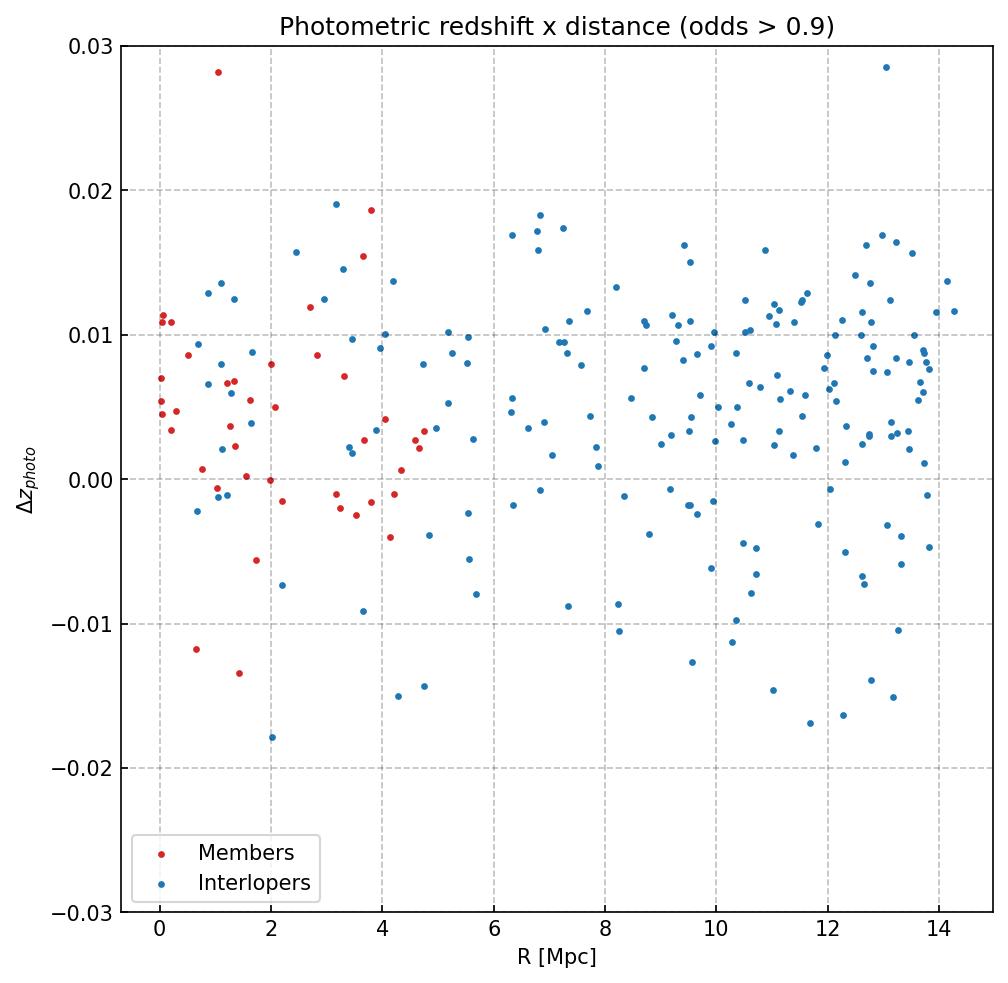 Photometric redshift x distance (odds > 0.9)
0.03
0.02
0.01
0.00
−0.01
−0.02
−0.03
Δz_photo
Members
Interlopers
0 2 4 6 8 10 12 14
R [Mpc]